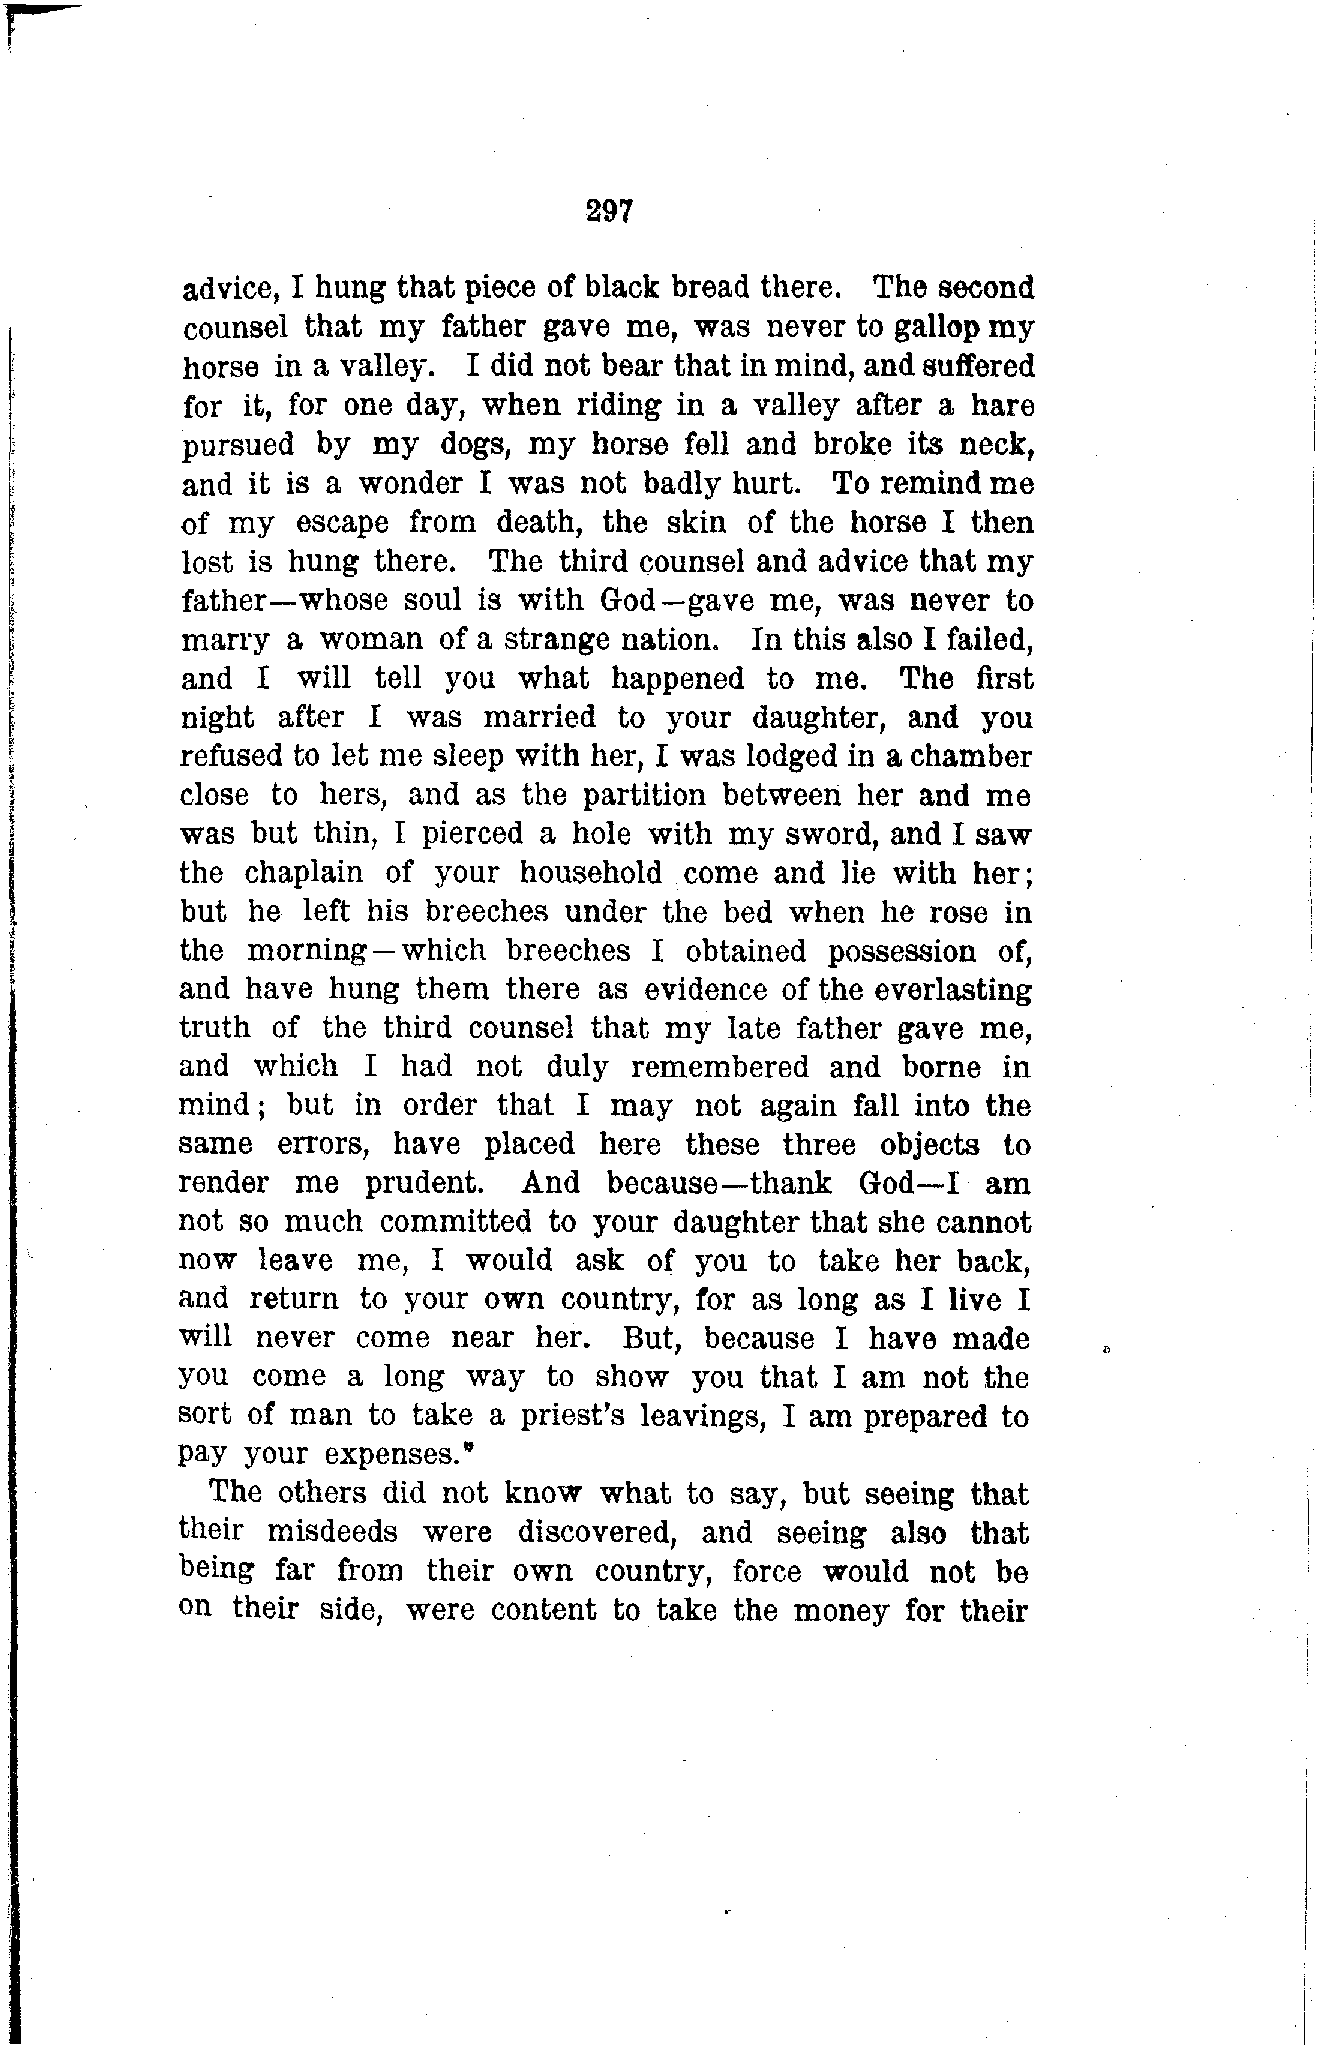 297
advice, I hung that piece of black bread there. The second
counsel that my father gave me, was never to gallop my
horse in a valley. I did not bear that in mind, and suffered
for it, for one day, when riding in a valley after a hare
pursued by my dogs, my horse fell and broke its neck,
and it is a wonder I was not badly hurt. To remind me
of my escape from death, the skin of the horse I then
lost is hung there. The third counsel and advice that my
father—whose soul is with God—gave me, was never to
marry a woman of a strange nation. In this also I failed,
and I will tell you what happened to me. The first
night after I was married to your daughter, and you
refused to let me sleep with her, I was lodged in a chamber
close to hers, and as the partition between her and me
was but thin, I pierced a hole with my sword, and I saw
the chaplain of your household come and lie with her;
but he left his breeches under the bed when he rose in
the morning—which breeches I obtained possession of,
and have hung them there as evidence of the everlasting
truth of the third counsel that my late father gave me,
and which I had not duly remembered and borne in
mind; but in order that I may not again fall into the
same errors, have placed here these three objects to
render me prudent. And because—thank God—I am
not so much committed to your daughter that she cannot
now leave me, I would ask of you to take her back,
and return to your own country, for as long as I live I
will never come near her. But, because I have made
you come a long way to show you that I am not the
sort of man to take a priest's leavings, I am prepared to
pay your expenses."
The others did not know what to say, but seeing that
their misdeeds were discovered, and seeing also that
being far from their own country, force would not be
on their side, were content to take the money for their